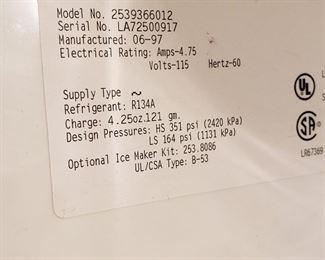 Model No. 2539366012
Serial No. LA72500917
Manufactured: 06-97
Electrical Rating: Amps-4.75
Volts-115 Hertz-60
Supply Type ~
Refrigerant: R134A
Charge: 4.25oz.121 gm.
Design Pressures: HS 351 psi (2420 kPa)
LS 164 psi (1131 kPa)
Optional Ice Maker Kit: 253.8086
UL/CSA Type: B-53
UL
SA
LR67369